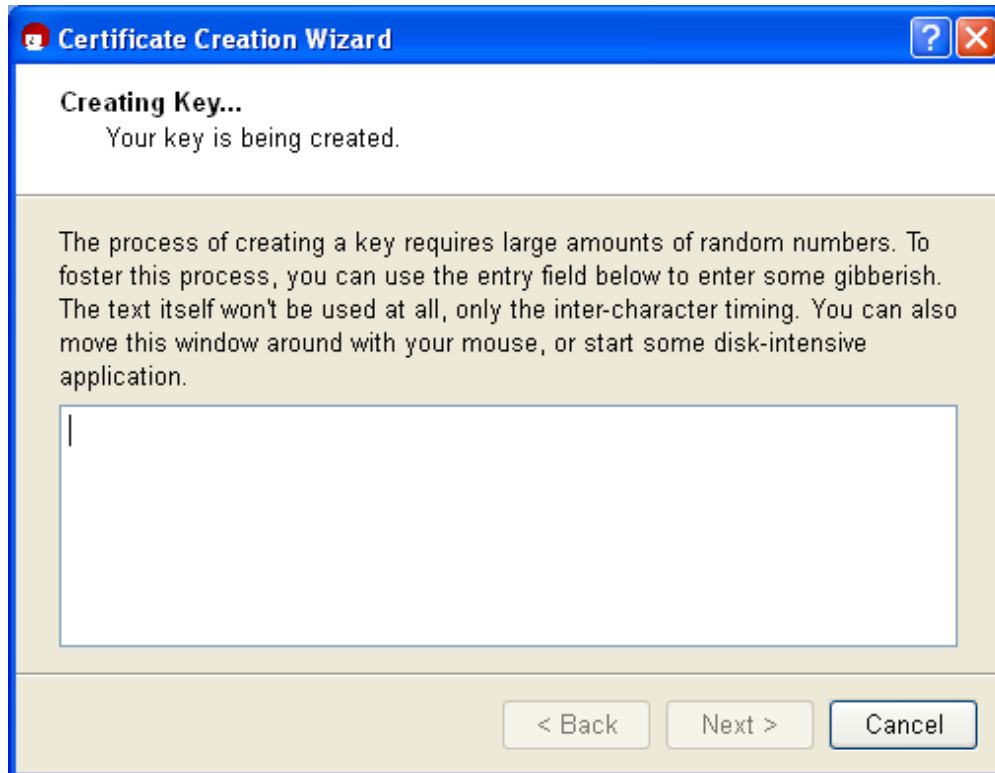 Certificate Creation Wizard
Creating Key...
Your key is being created.
The process of creating a key requires large amounts of random numbers. To
foster this process, you can use the entry field below to enter some gibberish.
The text itself won't be used at all, only the inter-character timing. You can also
move this window around with your mouse, or start some disk-intensive
application.
< Back Next > Cancel